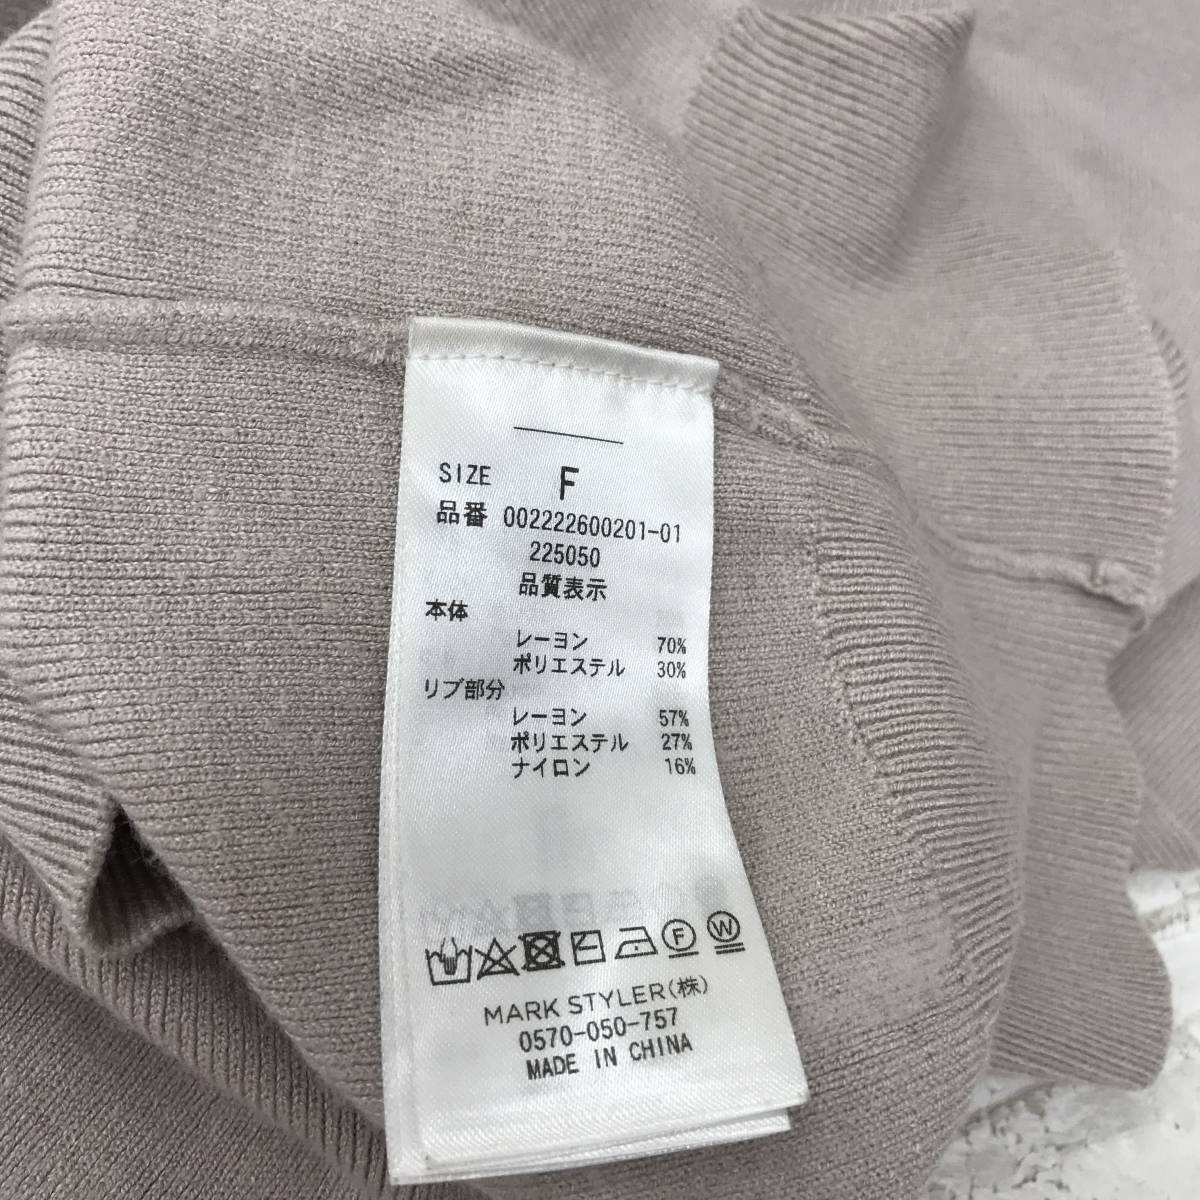 SIZE F
品番 002222600201-01
225050
品質表示
本体
レーヨン 70%
ポリエステル 30%
リブ部分
レーヨン 57%
ポリエステル 27%
ナイロン 16%
F W
MARK STYLER(株)
0570-050-757
MADE IN CHINA